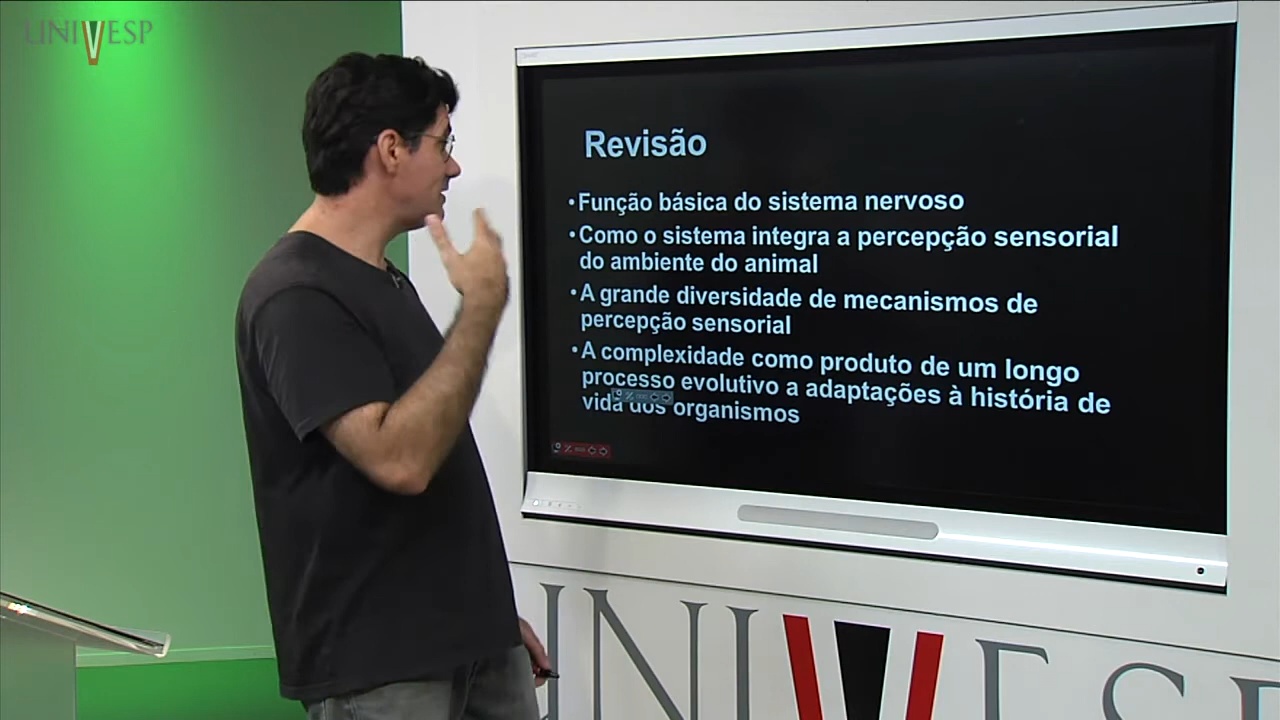 UNIVESP
Revisão
•Função básica do sistema nervoso
•Como o sistema integra a percepção sensorial
do ambiente do animal
•A grande diversidade de mecanismos de
percepção sensorial
•A complexidade como produto de um longo
processo evolutivo a adaptações à história de
vida dos organismos
UNIVESP